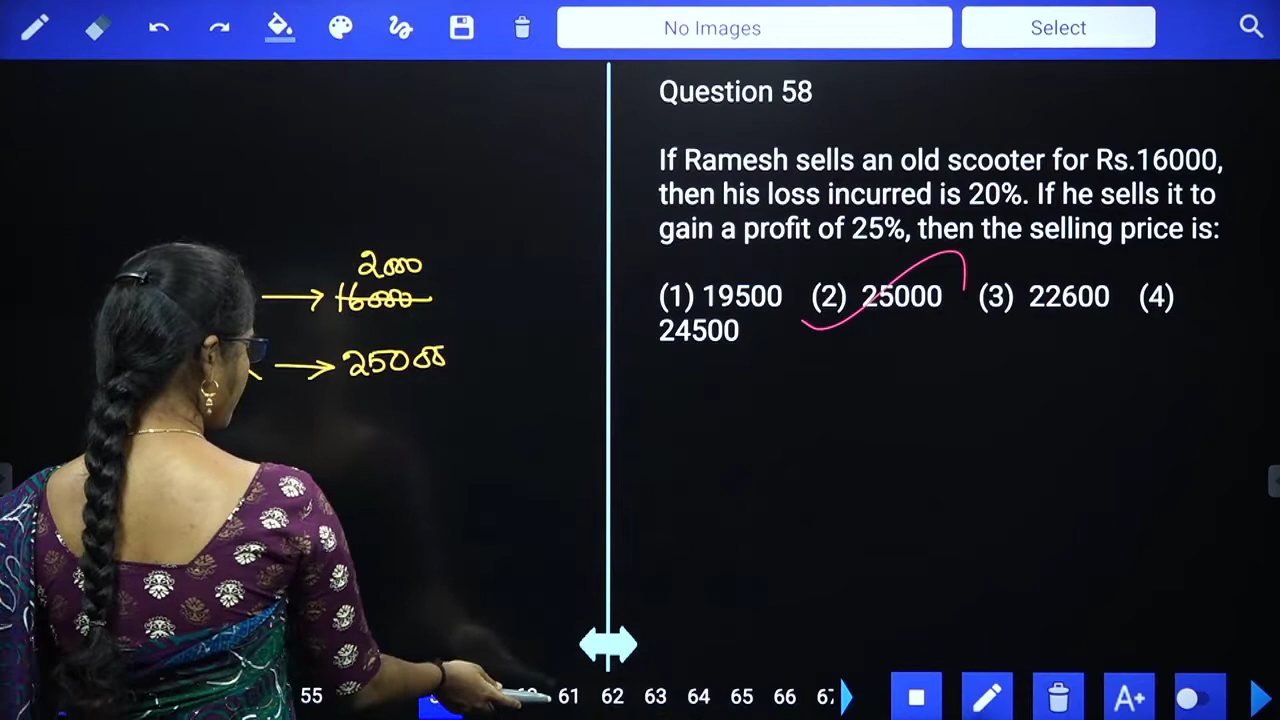 No Images
Select
Question 58
If Ramesh sells an old scooter for Rs.16000,
then his loss incurred is 20%. If he sells it to
gain a profit of 25%, then the selling price is:
(1) 19500 (2) 25000 (3) 22600 (4)
24500
2000
16000
25000
55 61 62 63 64 65 66 67
A+